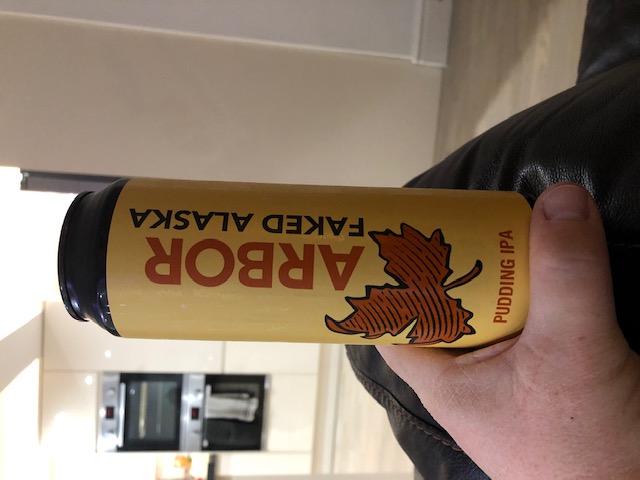 ARBOR
FAKED ALASKA
PUDDING IPA